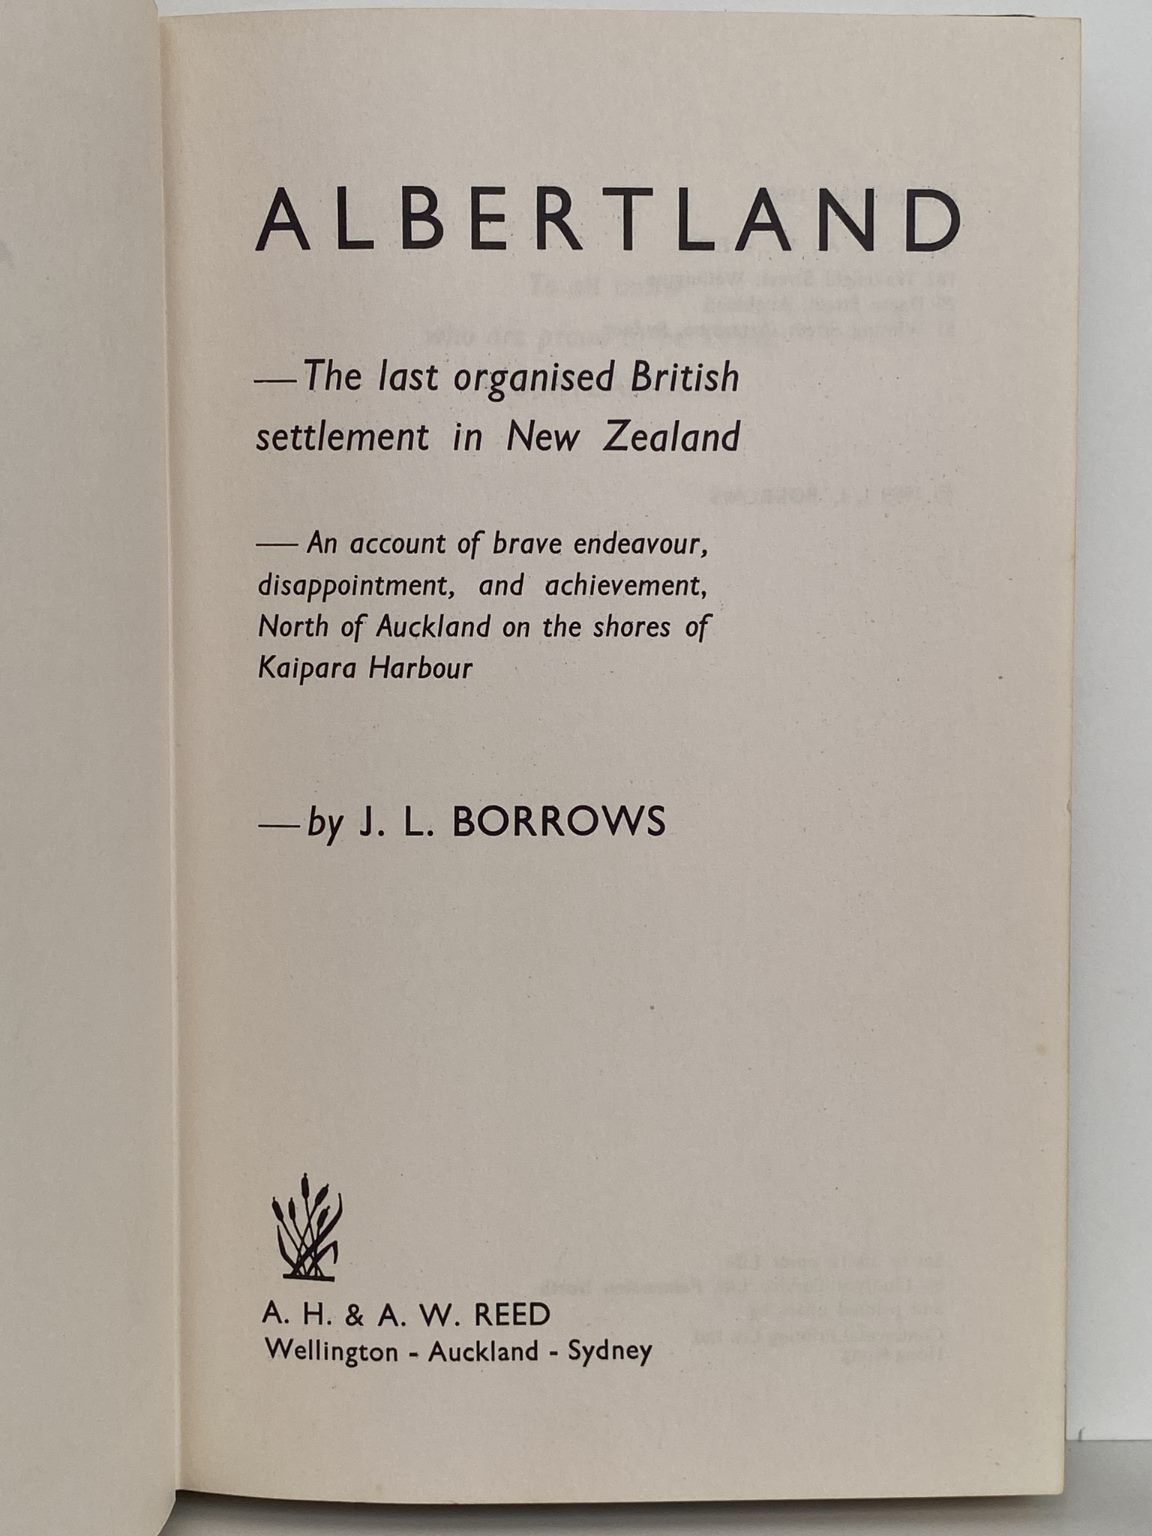 ALBERTLAND
—The last organised British
settlement in New Zealand
— An account of brave endeavour,
disappointment, and achievement,
North of Auckland on the shores of
Kaipara Harbour
—by J. L. BORROWS
A. H. & A. W. REED
Wellington - Auckland - Sydney